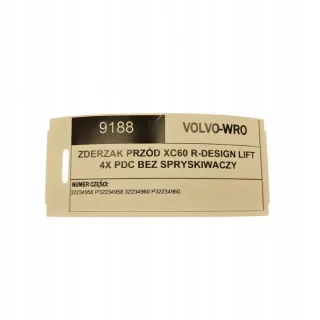 9188 VOLVO-WRO
ZDERZAK PRZÓD XC60 R-DESIGN LIFT
4X PDC BEZ SPRYSKIWACZY
NUMER CZĘŚCI:
32234958 P32234958 32234960 P32234960